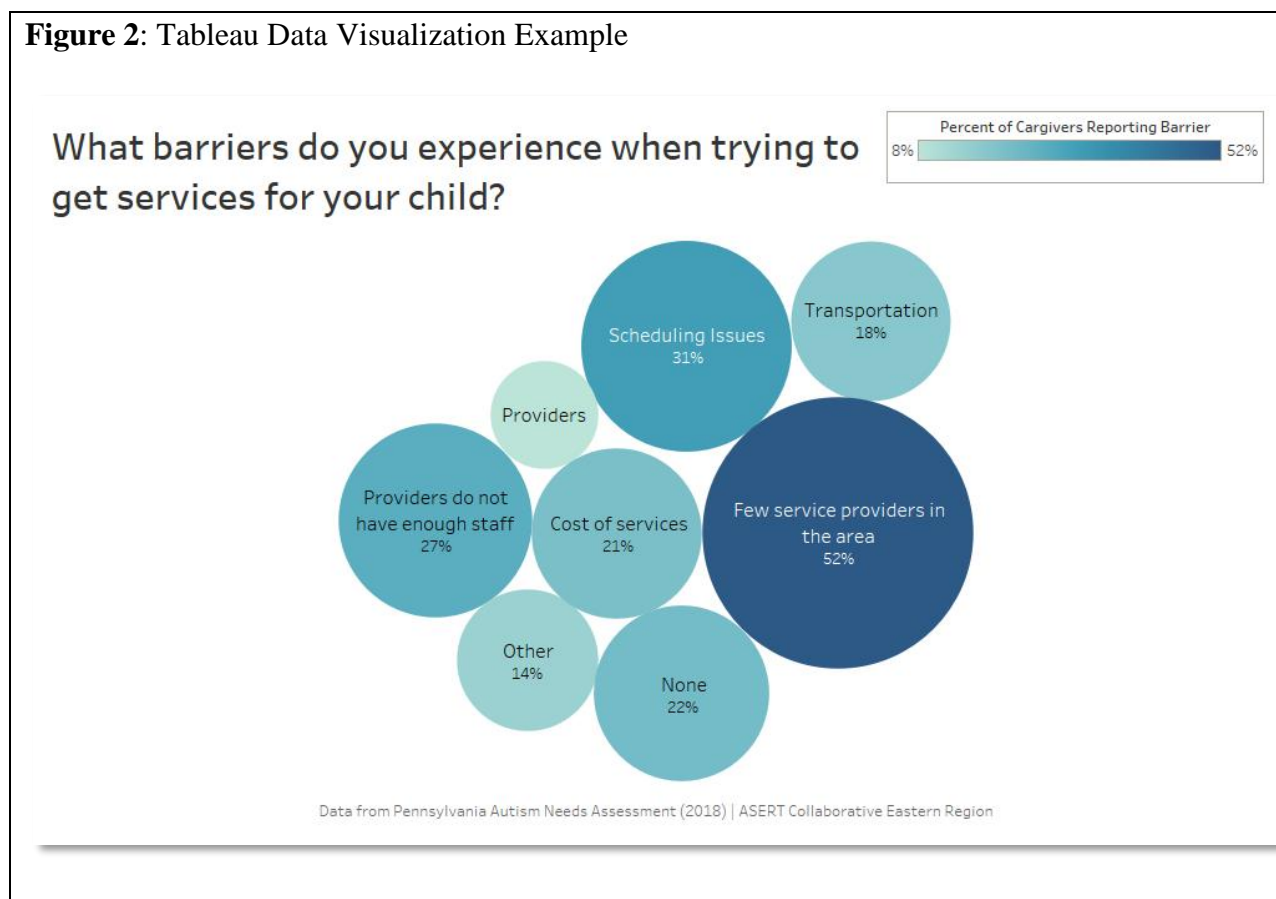 Figure 2: Tableau Data Visualization Example
What barriers do you experience when trying to
get services for your child?
Percent of Cargivers Reporting Barrier
8% 52%
Scheduling Issues
31%
Transportation
18%
Providers
Providers do not
have enough staff
27%
Cost of services
21%
Few service providers in
the area
52%
Other
14%
None
22%
Data from Pennsylvania Autism Needs Assessment (2018) | ASERT Collaborative Eastern Region